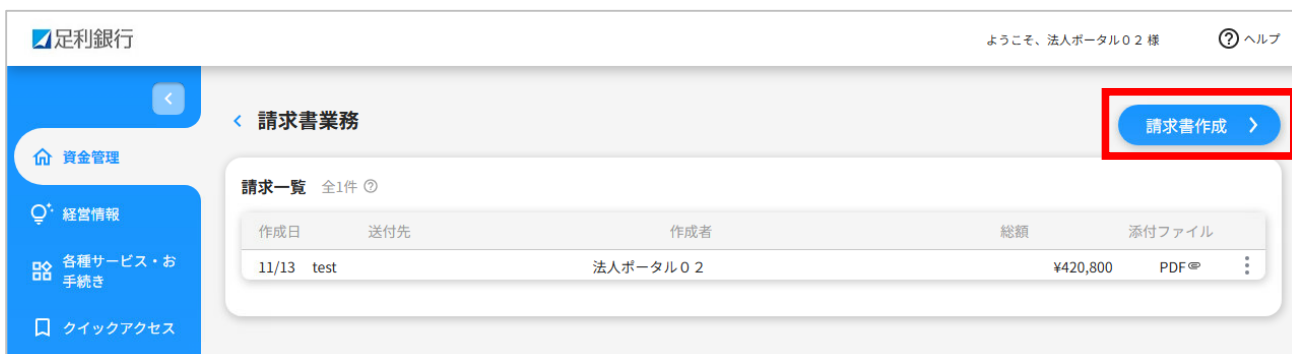 足利銀行
ようこそ、法人ポータル０２ 様
ヘルプ
請求書業務
請求書作成
資金管理
経営情報
各種サービス・お
手続き
クイックアクセス
請求一覧 全1件
作成日 送付先 作成者 総額 添付ファイル
11/13 test 法人ポータル０２ ¥420,800 PDF